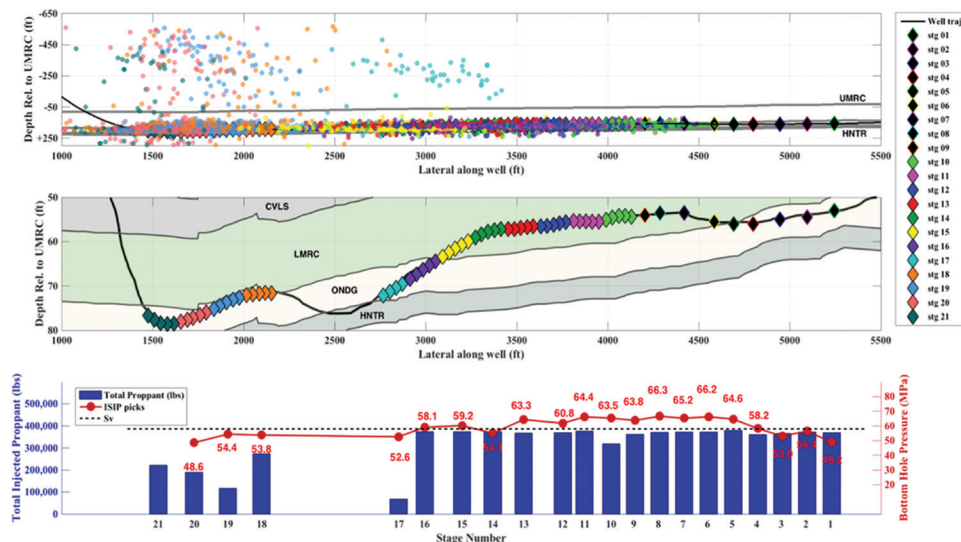 -650
-450
-250
-50
+250
Depth Rel. to UMRC (ft)
UMRC
HNTR
1000 1500 2000 2500 3000 3500 4000 4500 5000 5500
Lateral along well (ft)
Well traj
stg 01
stg 02
stg 03
stg 04
stg 05
stg 06
stg 07
stg 08
stg 09
stg 10
stg 11
stg 12
stg 13
stg 14
stg 15
stg 16
stg 17
stg 18
stg 19
stg 20
stg 21
50
60
70
80
Depth Rel. to UMRC (ft)
CVLS
LMRC
ONDG
HNTR
1000 1500 2000 2500 3000 3500 4000 4500 5000 5500
Lateral along well (ft)
Total Proppant (lbs)
ISIP picks
Sv
500,000
400,000
300,000
200,000
100,000
Total Injected Proppant (lbs)
48.6 54.4 53.8 52.6 58.1 59.2 54.1 63.3 60.8 64.4 63.5 63.8 66.3 65.2 66.2 64.6 58.2 53.0 56.4 49.2
80
70
60
50
40
30
20
Bottom Hole Pressure (MPa)
21 20 19 18 17 16 15 14 13 12 11 10 9 8 7 6 5 4 3 2 1
Stage Number